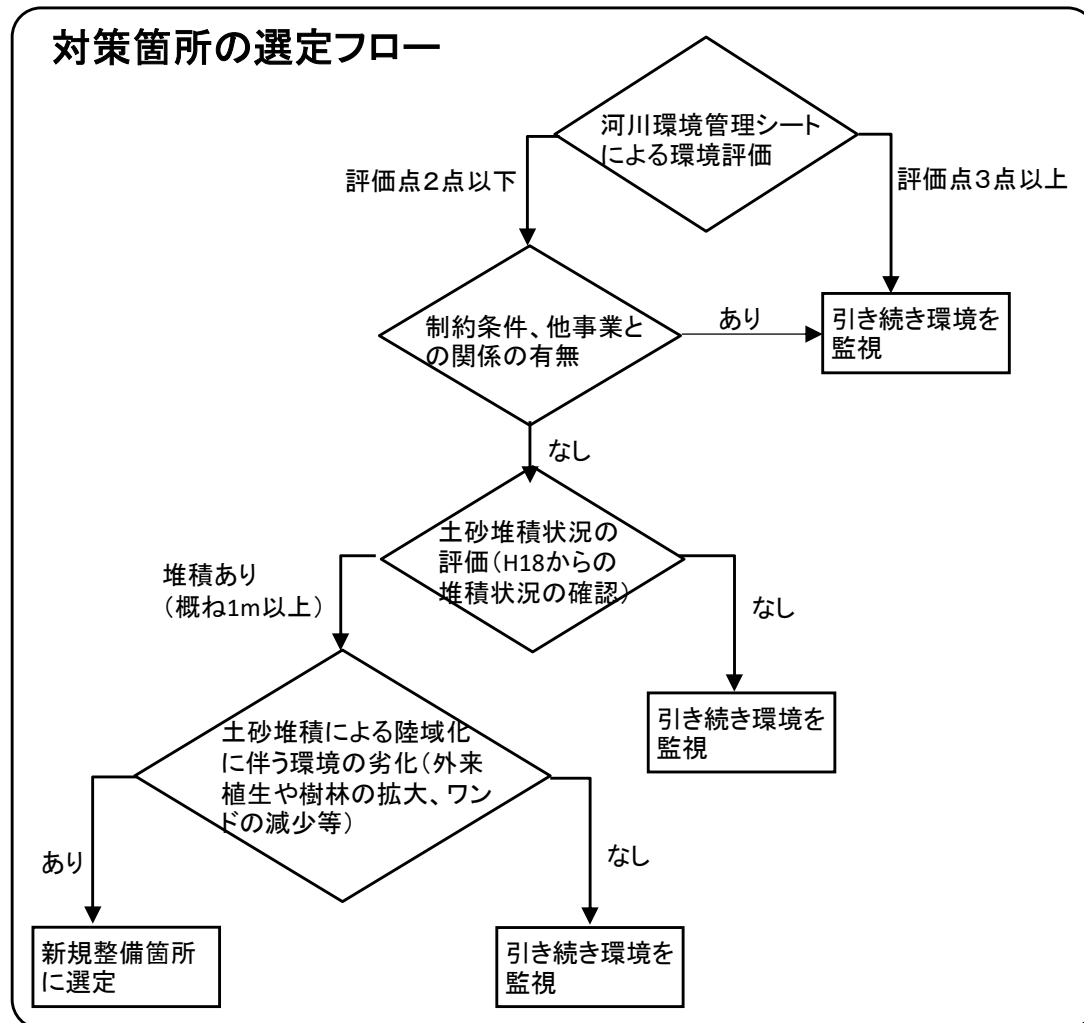 対策箇所の選定フロー
河川環境管理シート
による環境評価
評価点2点以下
評価点3点以上
制約条件、他事業と
の関係の有無
あり
引き続き環境を
監視
なし
土砂堆積状況の
評価(H18からの
堆積状況の確認)
堆積あり
(概ね1m以上)
なし
引き続き環境を
監視
土砂堆積による陸域化
に伴う環境の劣化(外来
植生や樹林の拡大、ワン
ドの減少等)
あり
なし
新規整備箇所
に選定
引き続き環境を
監視